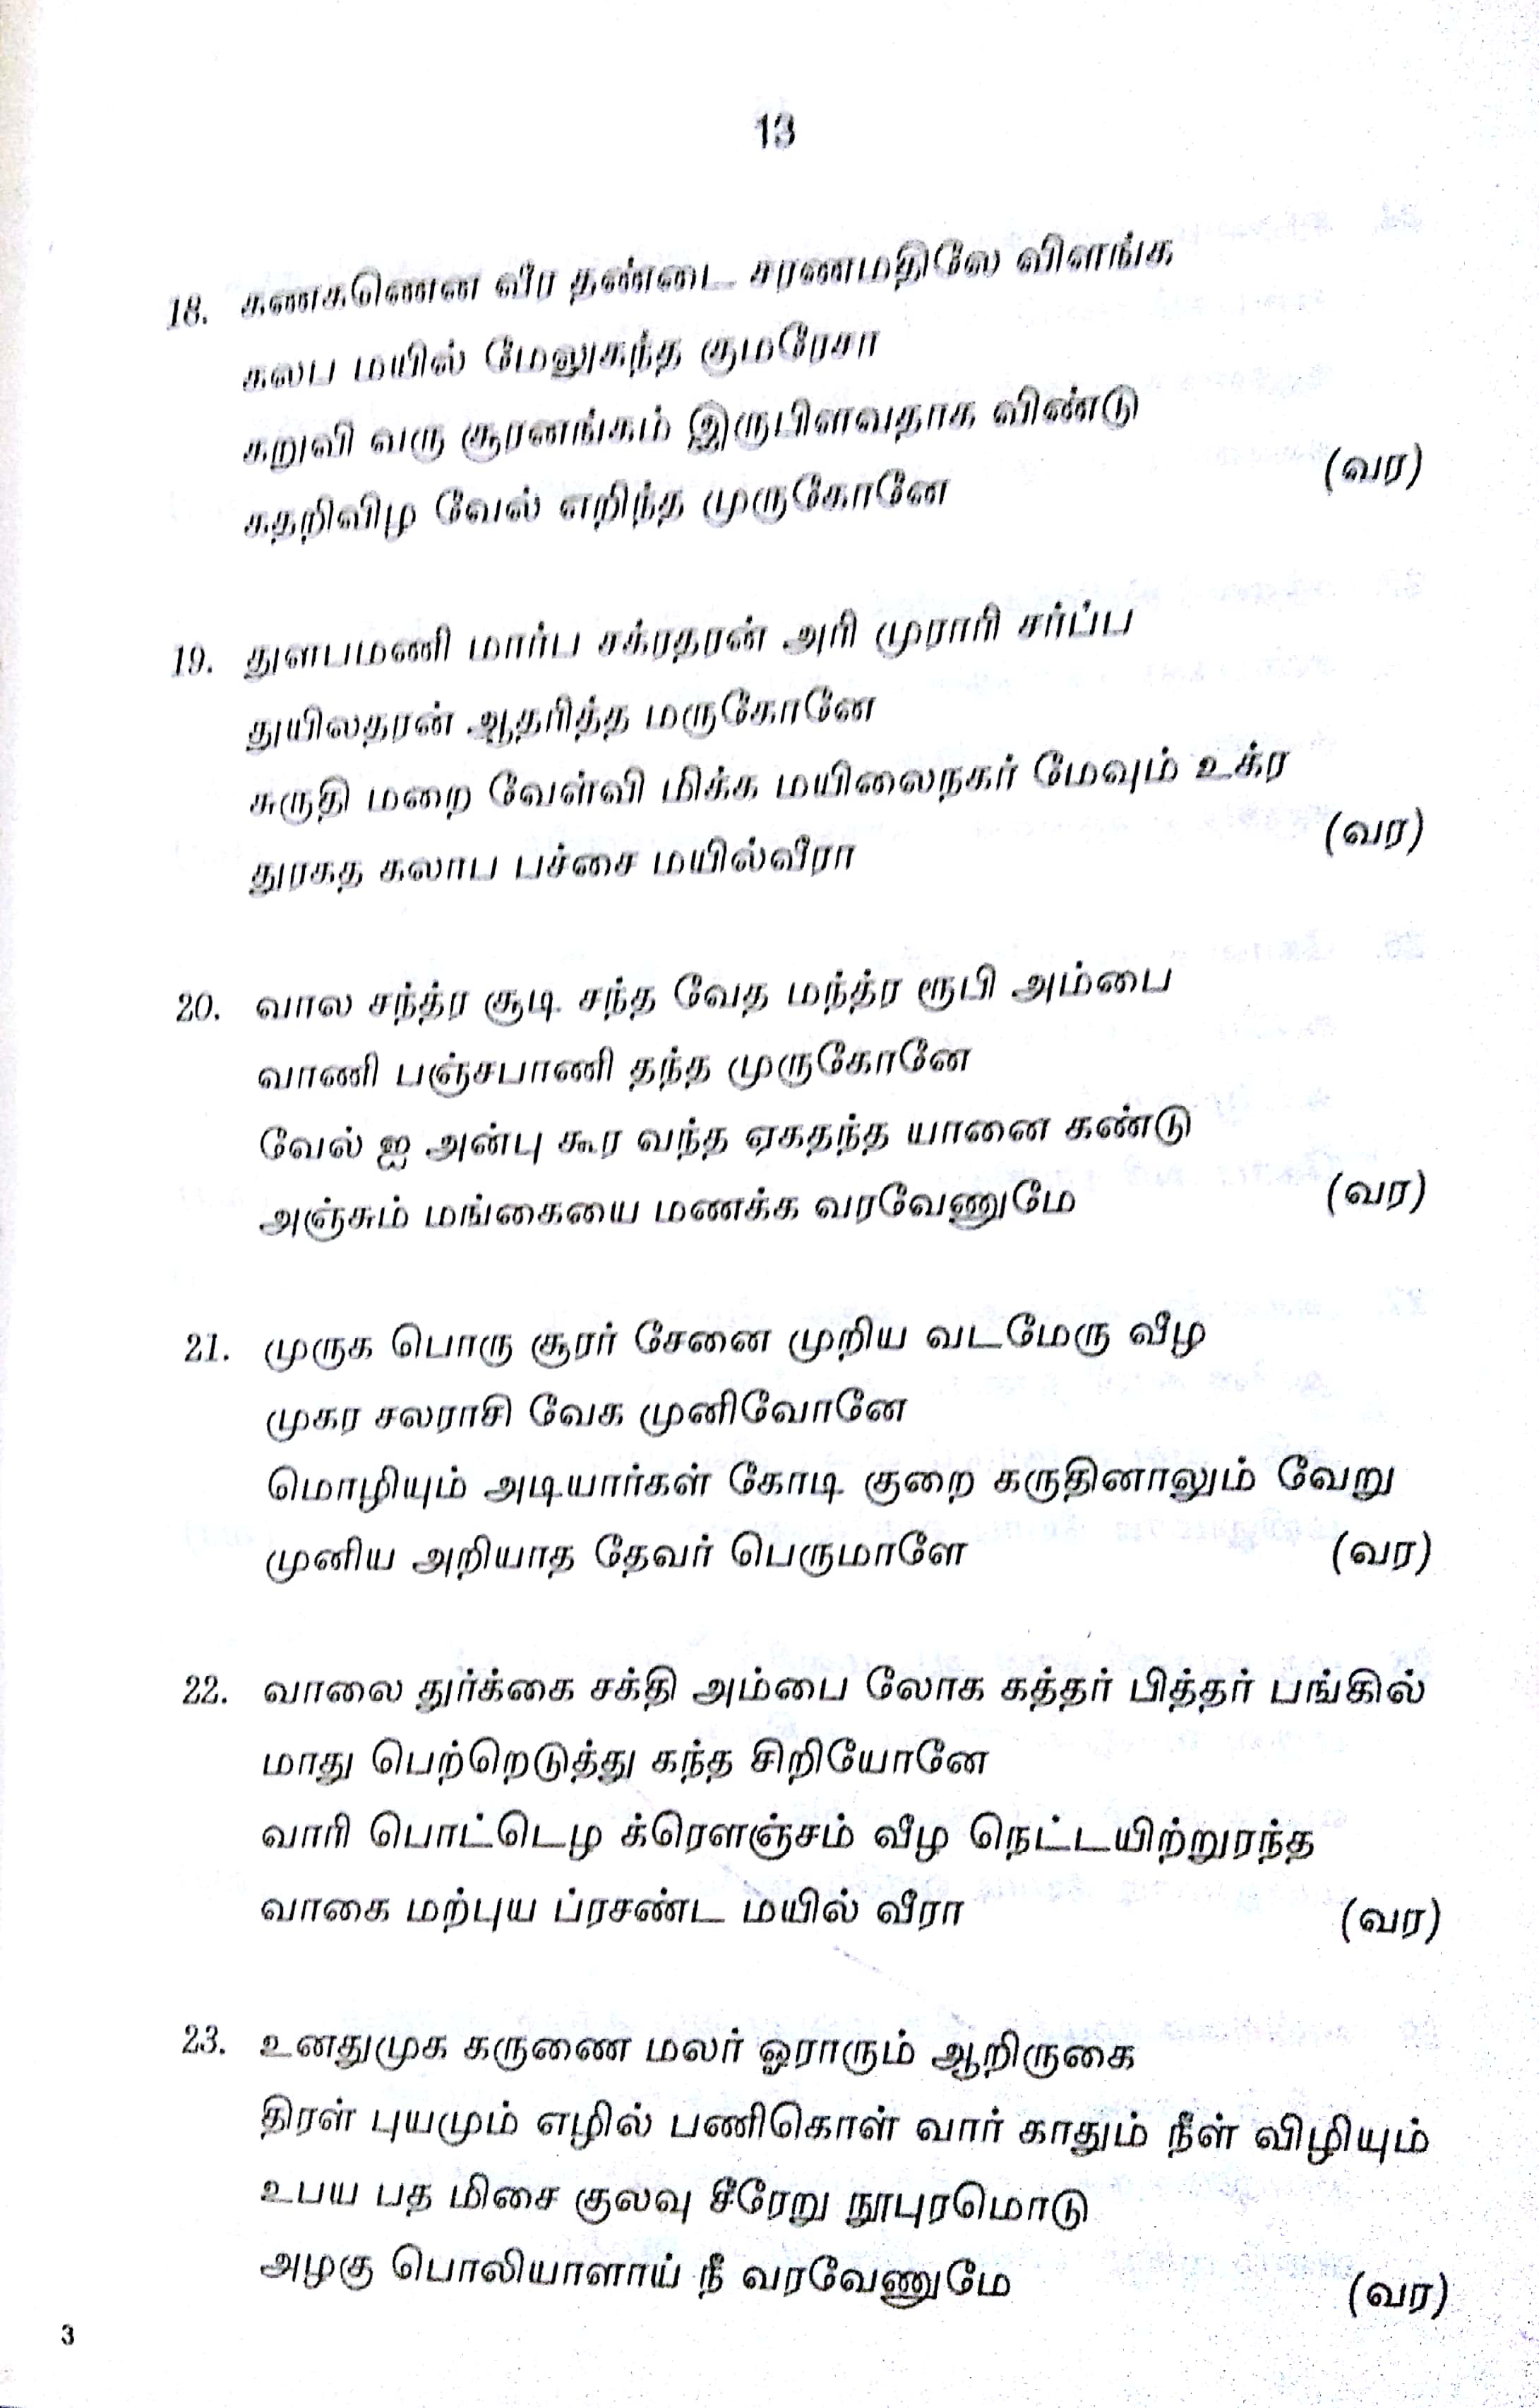 13
18. கணகணென வீர தண்டை சரணமதிலே விளங்க
கலப மயில் மேலுகந்த குமரேசா
கறுவி வரு சூரனங்கம் இருபிளவதாக விண்டு
கதறிவிழ வேல் எறிந்த முருகோனே (வர)
19. துளபமணி மார்ப சக்ரதரன் அரி முராரி சர்ப்ப
துயிலதரன் ஆதரித்த மருகோனே
சுருதி மறை வேள்வி மிக்க மயிலைநகர் மேவும் உக்ர
துரகத கலாப பச்சை மயில்வீரா (வர)
20. வால சந்த்ர சூடி சந்த வேத மந்த்ர ரூபி அம்பை
வாணி பஞ்சபாணி தந்த முருகோனே
வேல் ஐ அன்பு கூர வந்த ஏகதந்த யானை கண்டு
அஞ்சும் மங்கையை மணக்க வரவேணுமே (வர)
21. முருக பொரு சூரர் சேனை முறிய வடமேரு வீழ
முகர சலராசி வேக முனிவோனே
மொழியும் அடியார்கள் கோடி குறை கருதினாலும் வேறு
முனிய அறியாத தேவர் பெருமாளே (வர)
22. வாலை துர்க்கை சக்தி அம்பை லோக கத்தர் பித்தர் பங்கில்
மாது பெற்றெடுத்து கந்த சிறியோனே
வாரி பொட்டெழ க்ரௌஞ்சம் வீழ நெட்டயிற்றுரந்த
வாகை மற்புய ப்ரசண்ட மயில் வீரா (வர)
23. உனதுமுக கருணை மலர் ஓராரும் ஆறிருகை
திரள் புயமும் எழில் பணிகொள் வார் காதும் நீள் விழியும்
உபய பத மிசை குலவு சீரேறு நூபுரமொடு
அழகு பொலியாளாய் நீ வரவேணுமே (வர)
3